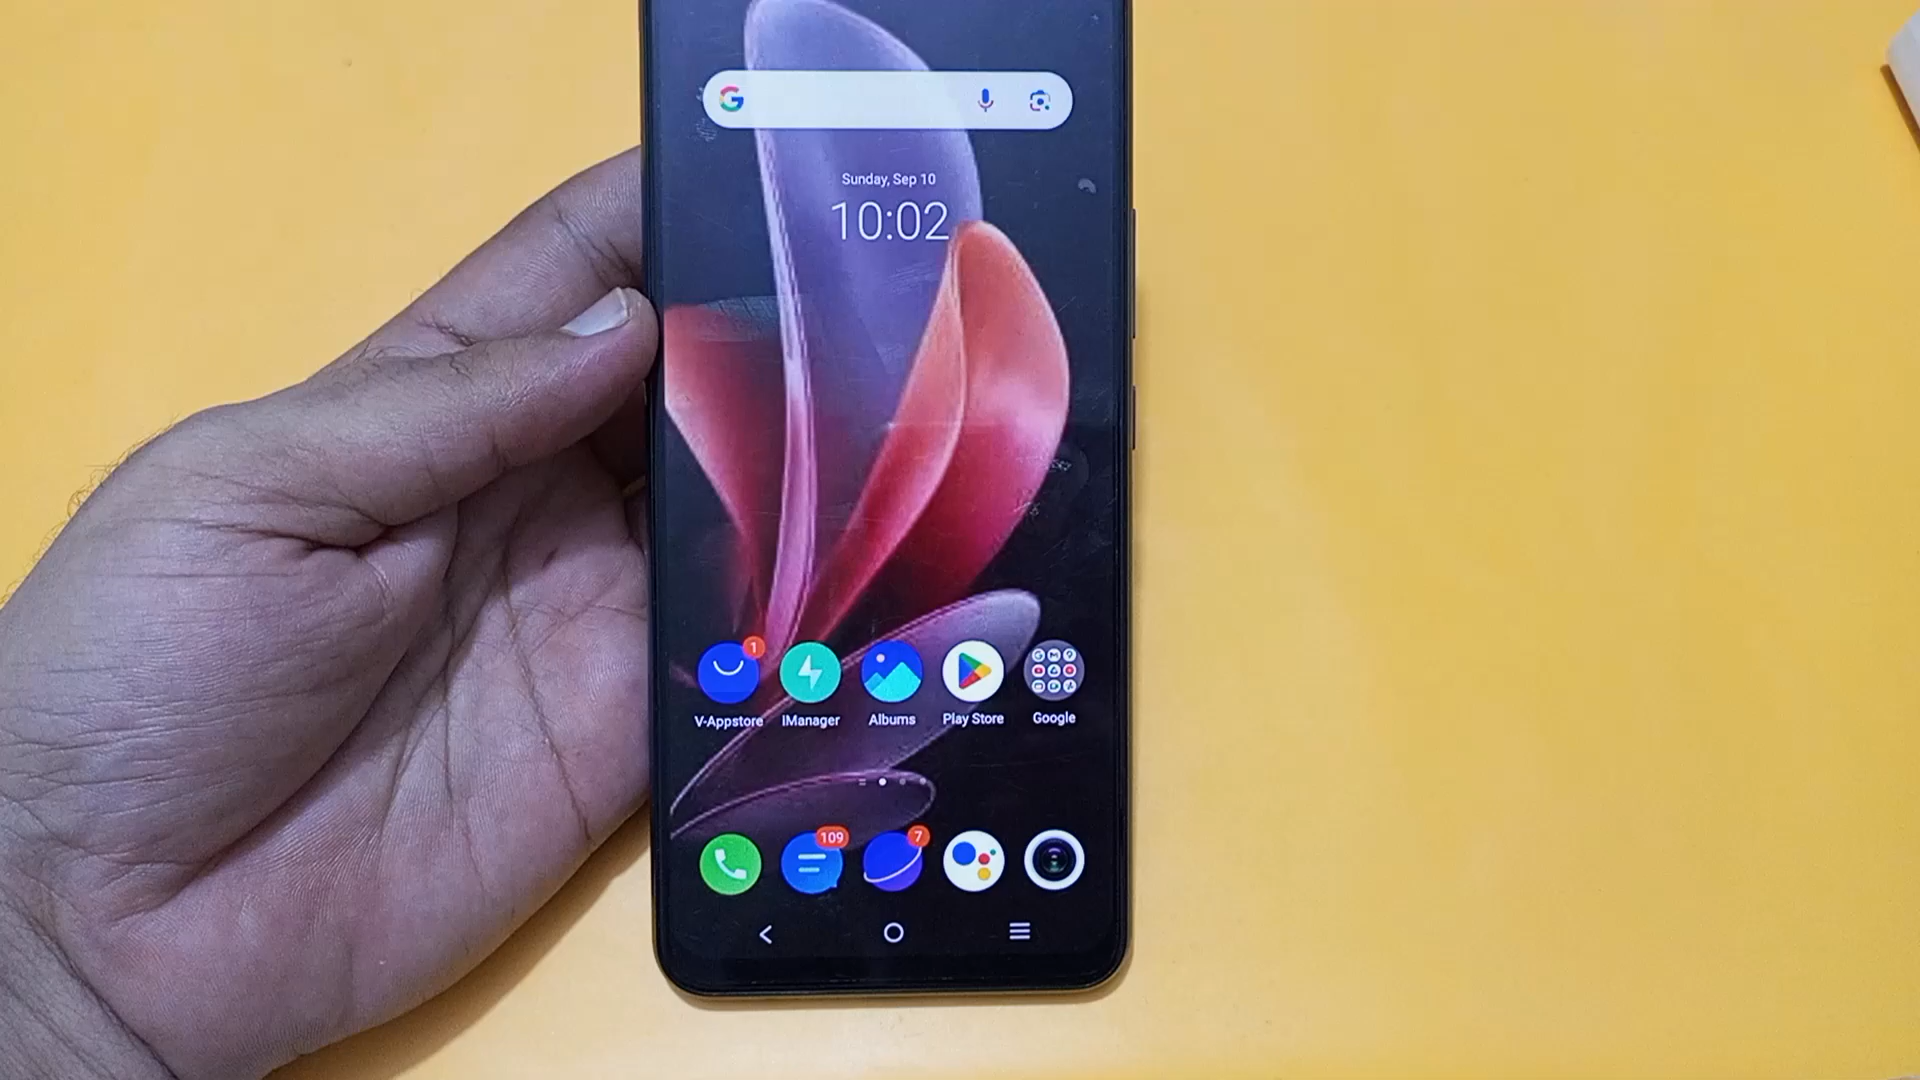 Sunday, Sep 10
10:02
1
V-Appstore
iManager
Albums
Play Store
Google
109
7